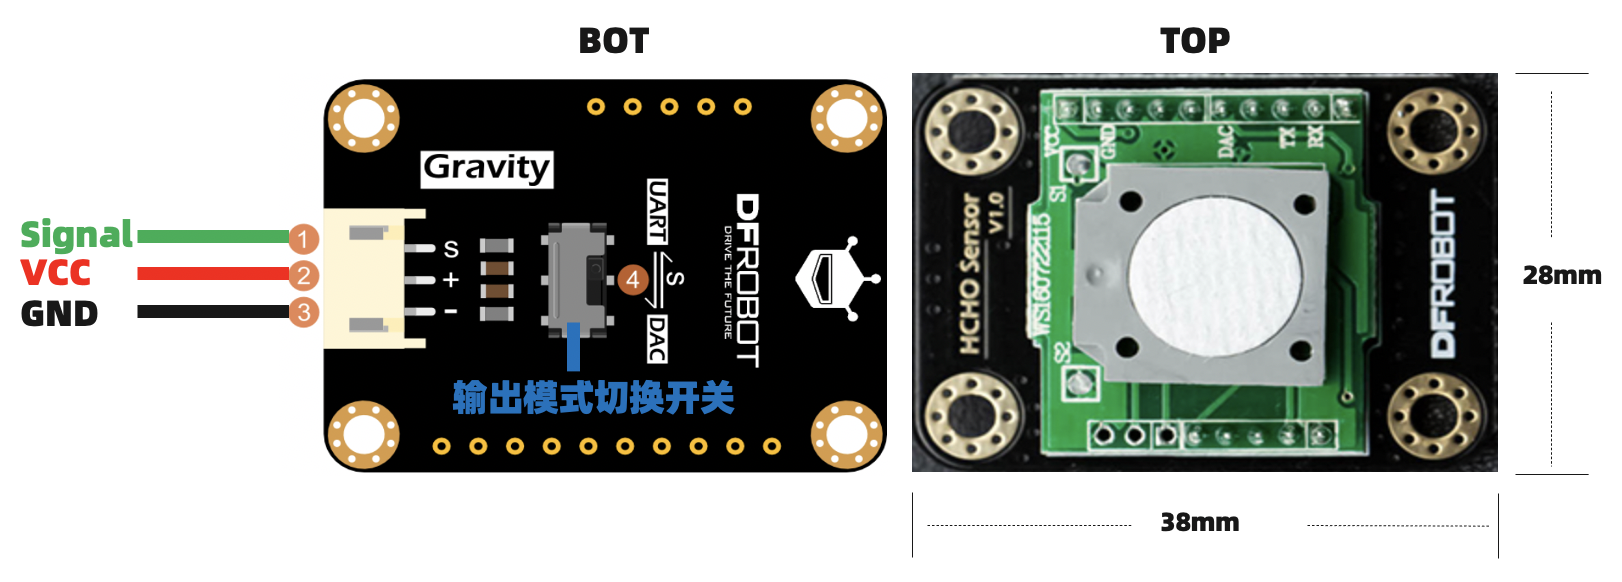 BOT
TOP
Gravity
Signal
VCC
GND
1
2
3
4
S
+
-
UART
S
DAC
DFROBOT
DRIVE THE FUTURE
输出模式切换开关
VCC
GND
DAC
TX
RX
S1
S2
HCHO Sensor
V1.0
WS1607722115
DFROBOT
28mm
38mm